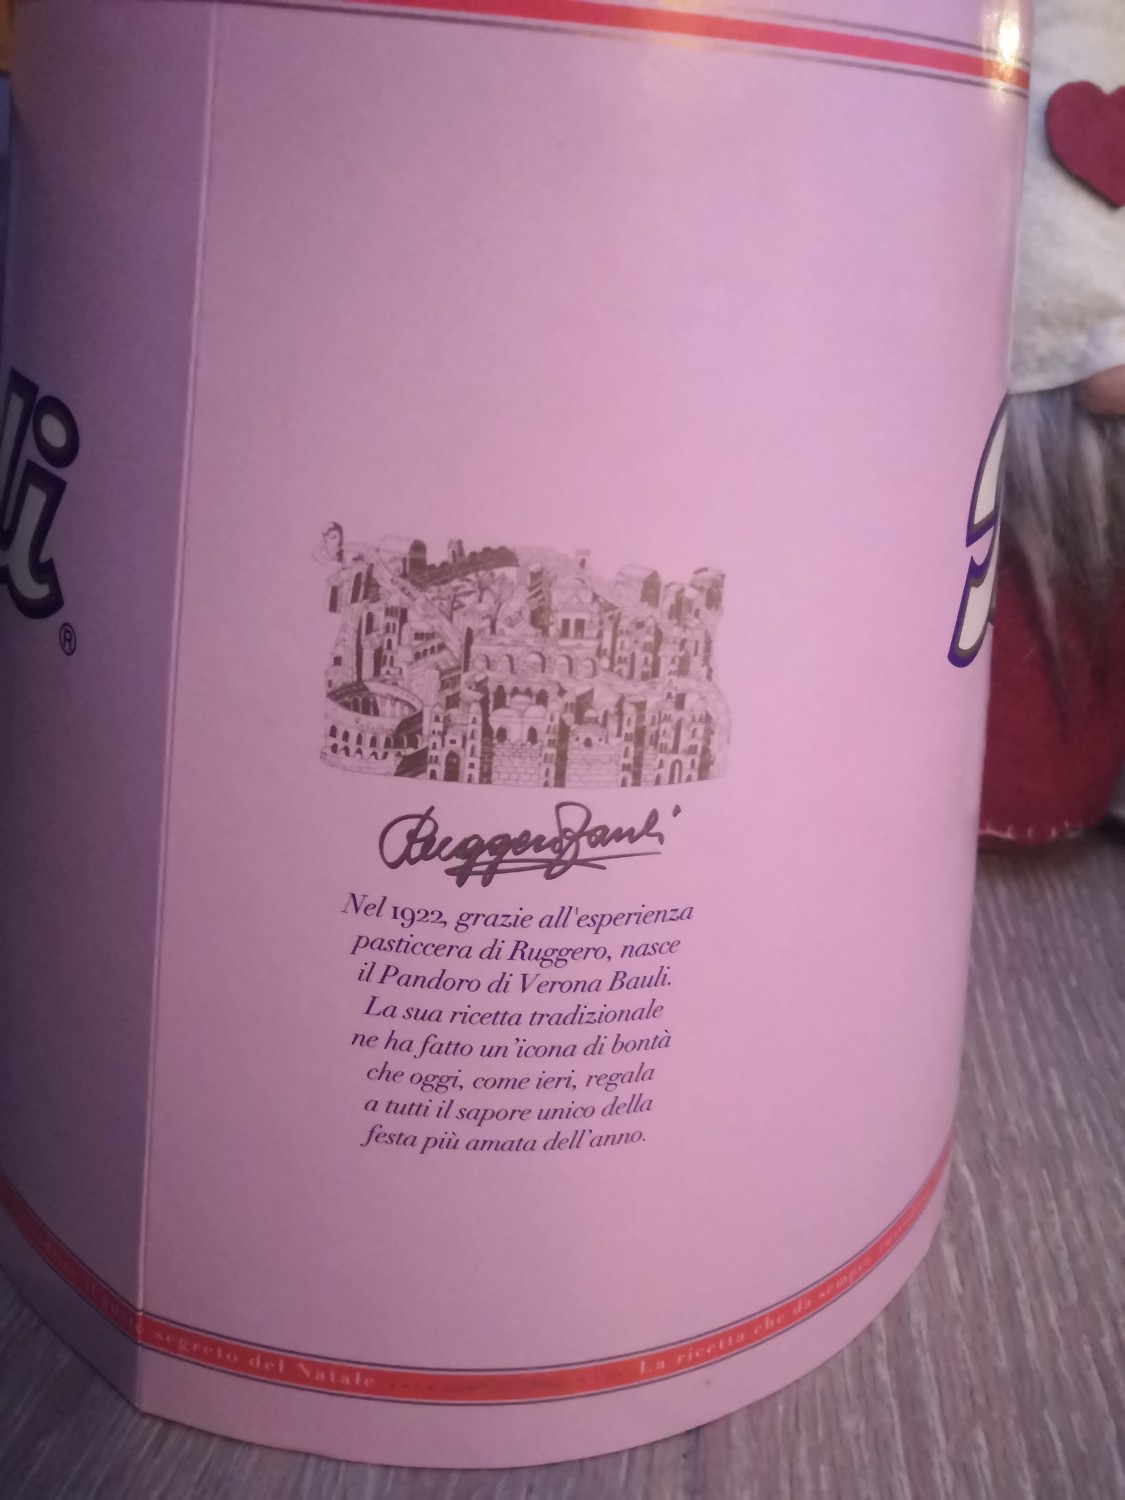 li
®
Ruggero Bauli
Nel 1922, grazie all'esperienza
pasticcera di Ruggero, nasce
il Pandoro di Verona Bauli.
La sua ricetta tradizionale
ne ha fatto un'icona di bontà
che oggi, come ieri, regala
a tutti il sapore unico della
festa più amata dell'anno.
segreto del Natale
La ricetta che da sempre